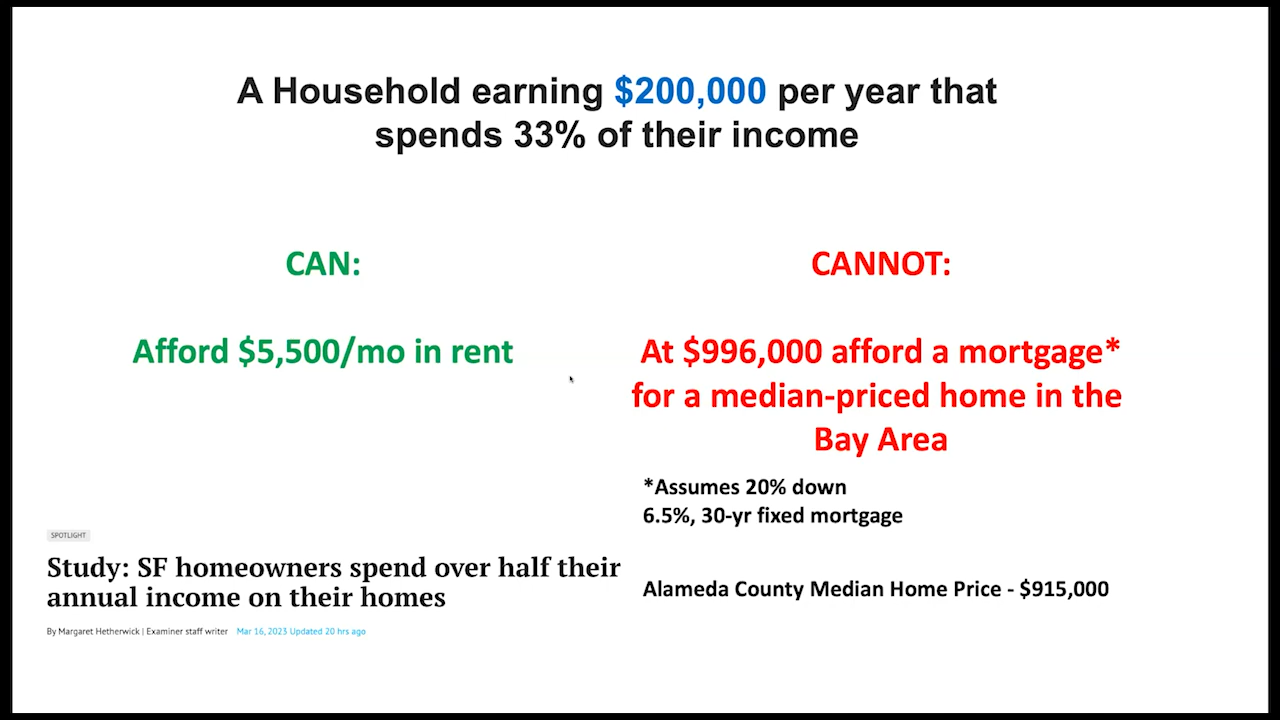 A Household earning $200,000 per year that
spends 33% of their income
CAN:
Afford $5,500/mo in rent
CANNOT:
At $996,000 afford a mortgage*
for a median-priced home in the
Bay Area
*Assumes 20% down
6.5%, 30-yr fixed mortgage
Alameda County Median Home Price - $915,000
SPOTLIGHT
Study: SF homeowners spend over half their
annual income on their homes
By Margaret Hetherwick | Examiner staff writer Mar 16, 2023 Updated 20 hrs ago